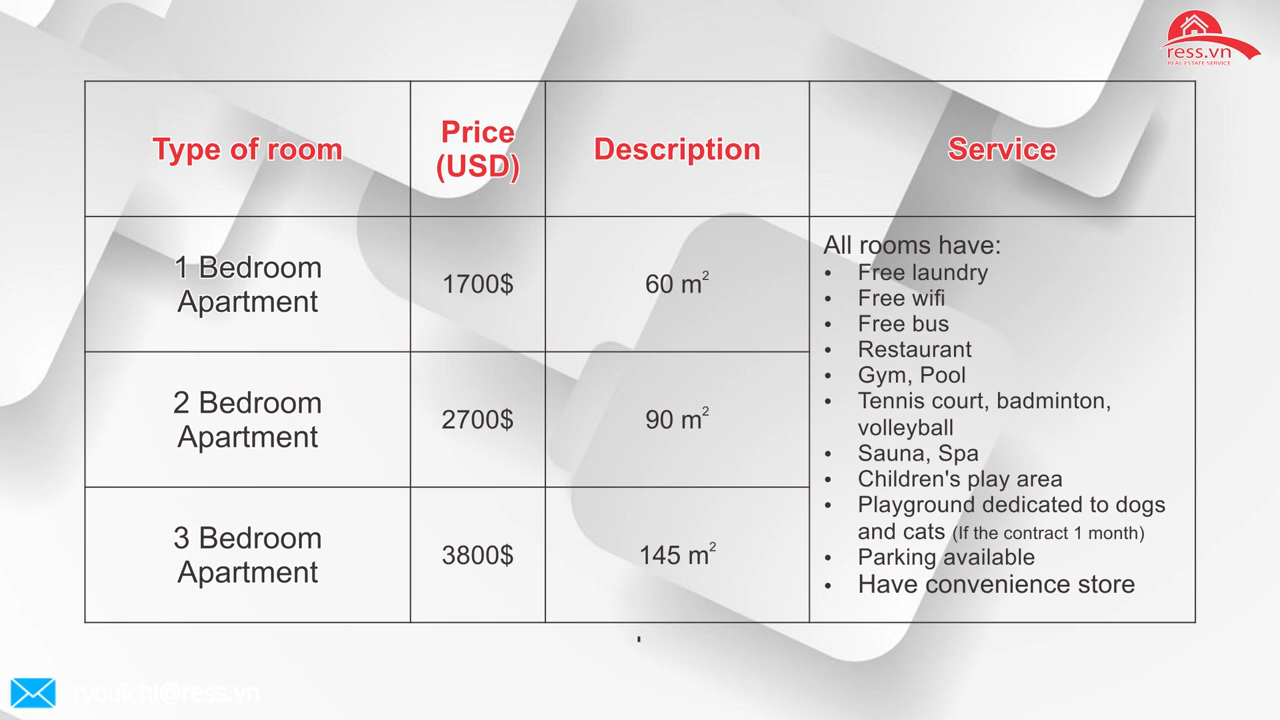 ress.vn
REAL ESTATE SERVICE
Type of room
Price
(USD)
Description
Service
1 Bedroom
Apartment
1700$
60 m²
2 Bedroom
Apartment
2700$
90 m²
3 Bedroom
Apartment
3800$
145 m²
All rooms have:
• Free laundry
• Free wifi
• Free bus
• Restaurant
• Gym, Pool
• Tennis court, badminton,
volleyball
• Sauna, Spa
• Children's play area
• Playground dedicated to dogs
and cats (If the contract 1 month)
• Parking available
• Have convenience store
ryouichi@ress.vn